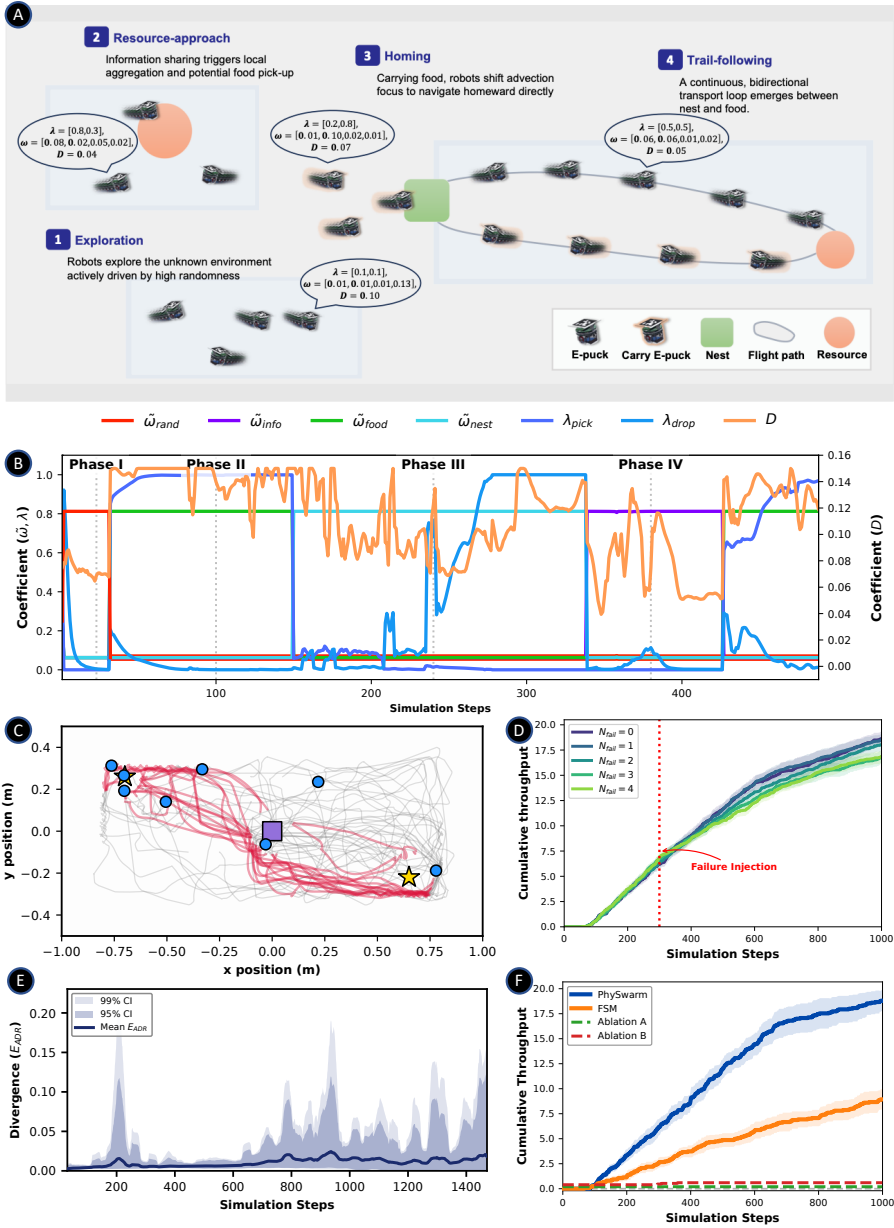 A
2 Resource-approach
Information sharing triggers local
aggregation and potential food pick-up
3 Homing
Carrying food, robots shift advection
focus to navigate homeward directly
4 Trail-following
A continuous, bidirectional
transport loop emerges between
nest and food.
λ = [0.8,0.3],
ω = [0.08,0.02,0.05,0.02],
D = 0.04
λ = [0.2,0.8],
ω = [0.01,0.10,0.02,0.01],
D = 0.07
λ = [0.5,0.5],
ω = [0.06,0.06,0.01,0.02],
D = 0.05
1 Exploration
Robots explore the unknown environment
actively driven by high randomness
λ = [0.1,0.1],
ω = [0.01,0.01,0.01,0.13],
D = 0.10
E-puck Carry E-puck Nest Flight path Resource
ω̃rand ω̃info ω̃food ω̃nest λpick λdrop D
B
Phase I Phase II Phase III Phase IV
1.0
0.8
0.6
0.4
0.2
0.0
Coefficient (ω̃, λ)
0.16
0.14
0.12
0.10
0.08
0.06
0.04
0.02
0.00
Coefficient (D)
100 200 300 400
Simulation Steps
C
0.4
0.2
0.0
−0.2
−0.4
y position (m)
−1.00 −0.75 −0.50 −0.25 0.00 0.25 0.50 0.75 1.00
x position (m)
D
20.0
17.5
15.0
12.5
10.0
7.5
5.0
2.5
0.0
Cumulative throughput
Nfail = 0
Nfail = 1
Nfail = 2
Nfail = 3
Nfail = 4
Failure Injection
0 200 400 600 800 1000
Simulation Steps
E
0.20
0.15
0.10
0.05
0.00
Divergence (EADR)
99% CI
95% CI
Mean EADR
200 400 600 800 1000 1200 1400
Simulation Steps
F
20.0
17.5
15.0
12.5
10.0
7.5
5.0
2.5
0.0
Cumulative Throughput
PhySwarm
FSM
Ablation A
Ablation B
0 200 400 600 800 1000
Simulation Steps